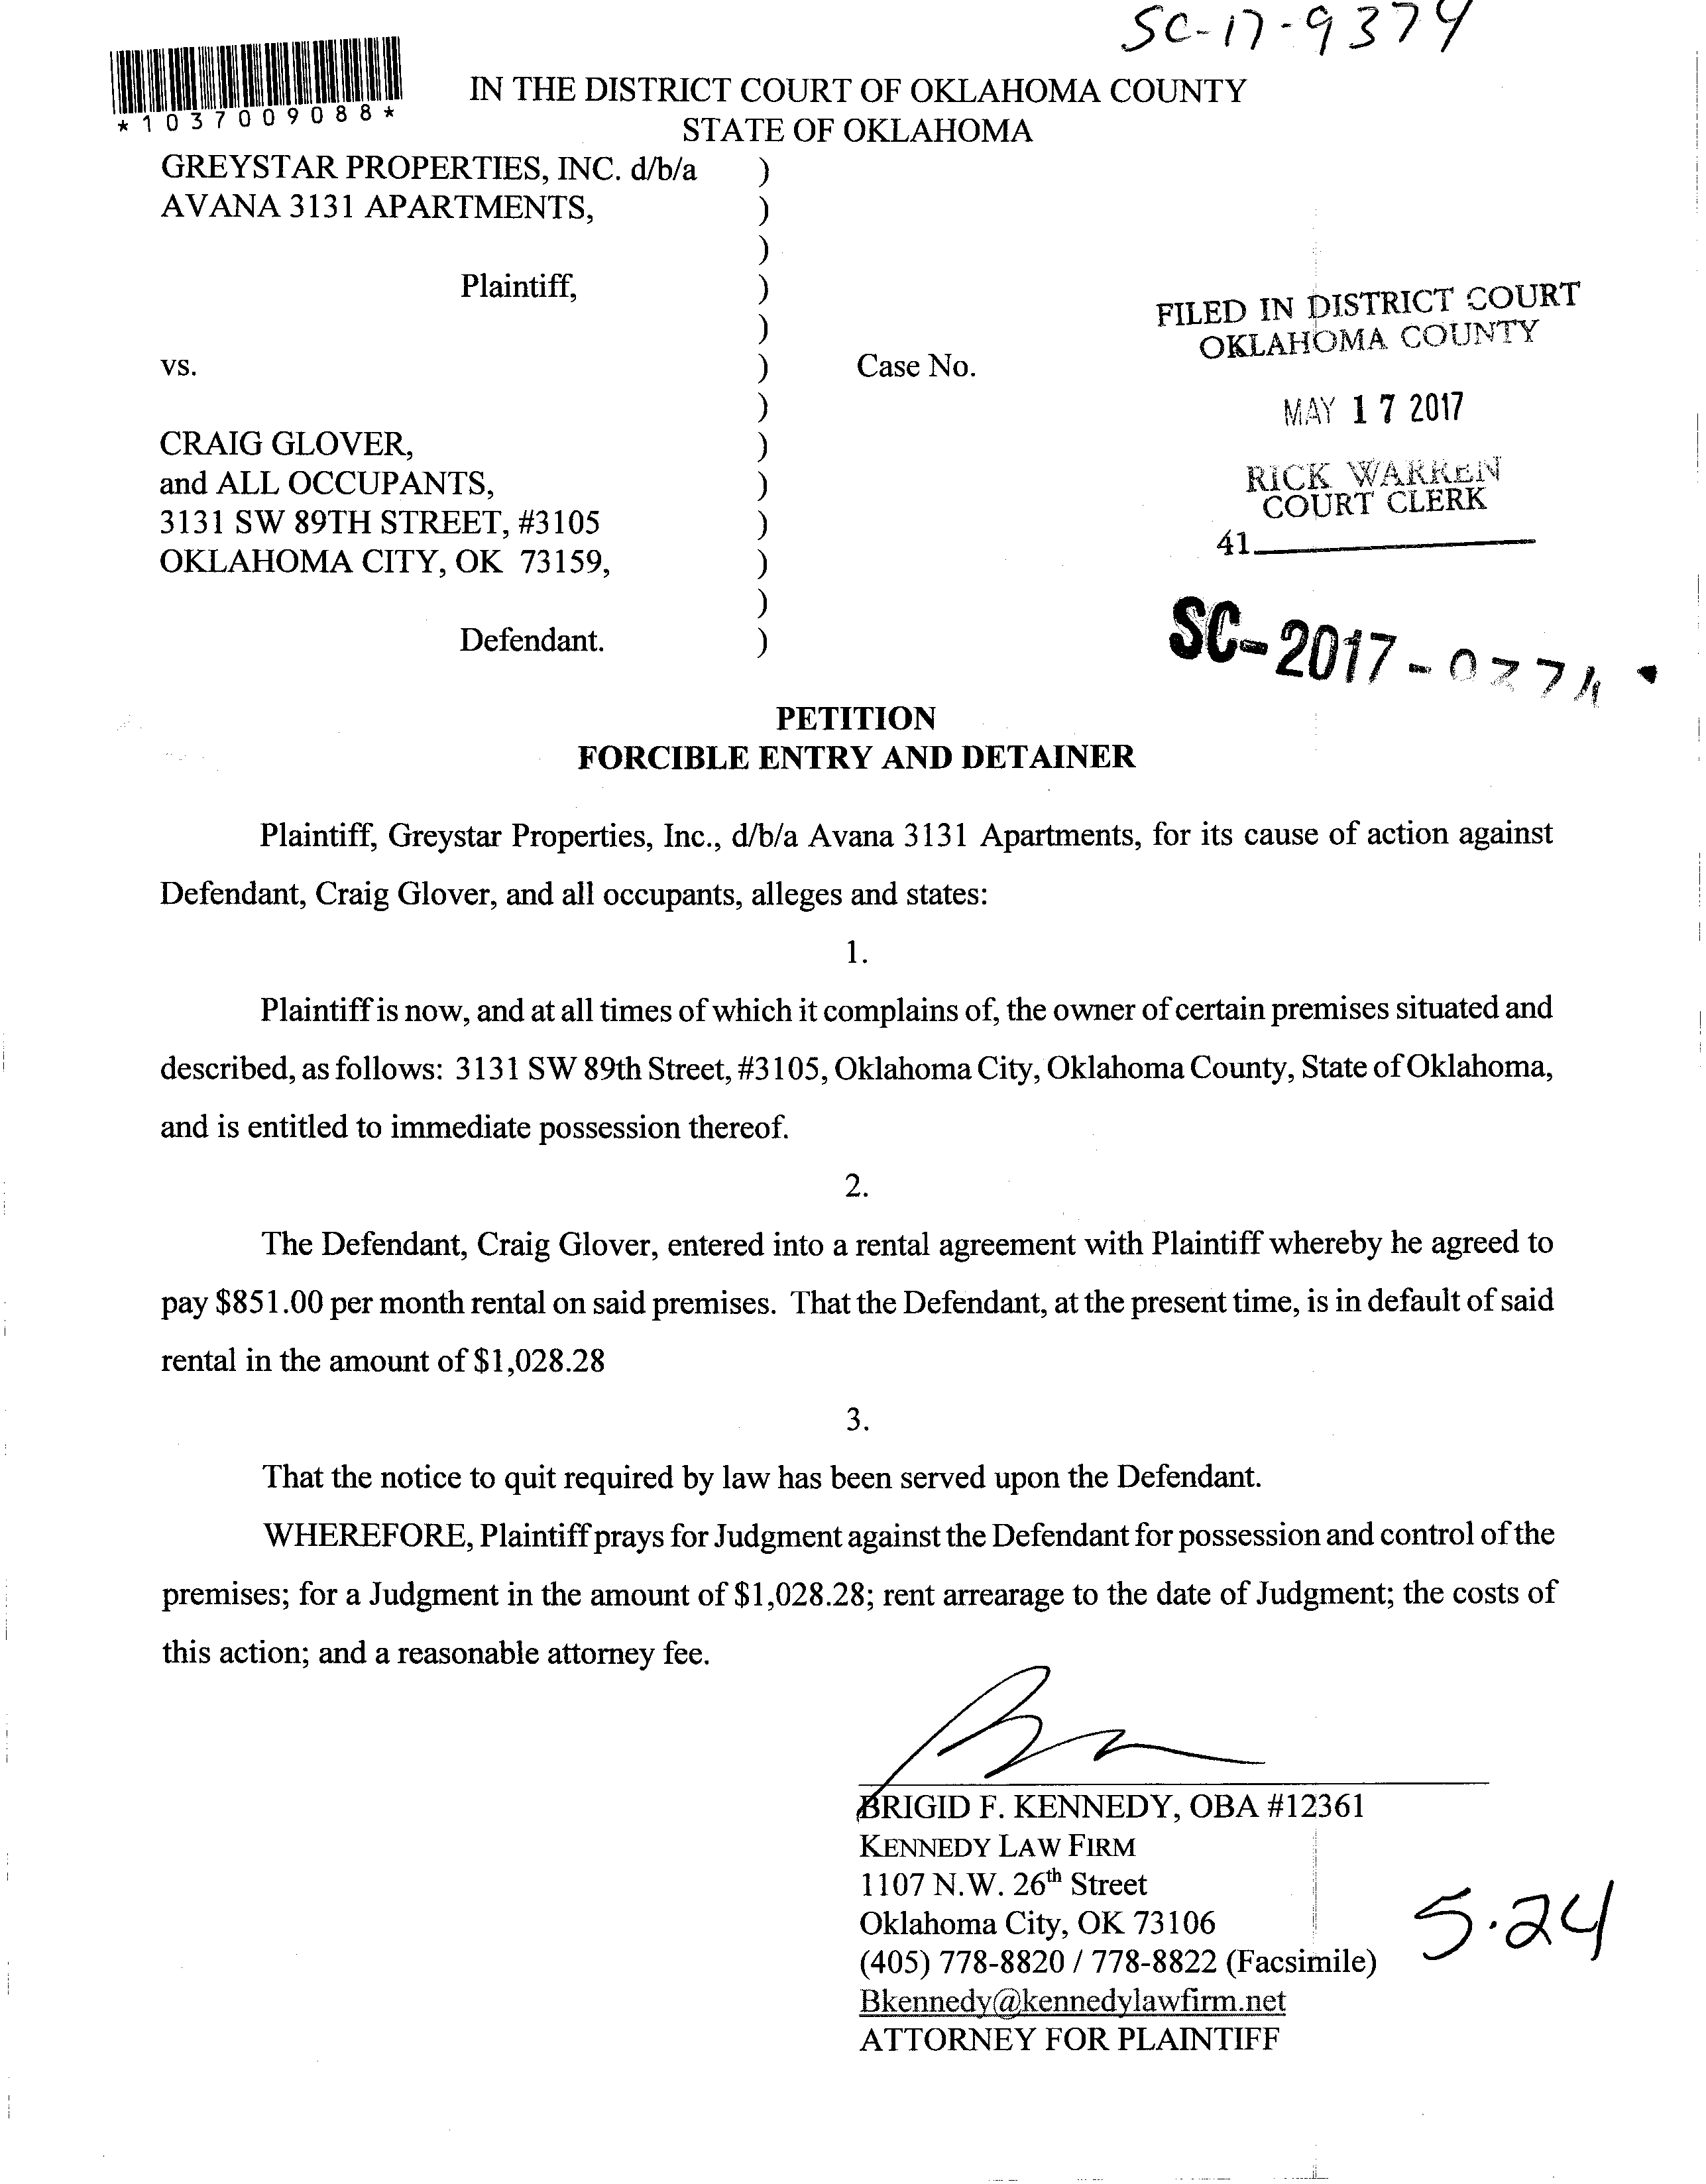 SC-17-9374
*1037009088*
IN THE DISTRICT COURT OF OKLAHOMA COUNTY
STATE OF OKLAHOMA
GREYSTAR PROPERTIES, INC. d/b/a )
AVANA 3131 APARTMENTS, )
)
Plaintiff, )
)
vs. ) Case No.
)
CRAIG GLOVER, )
and ALL OCCUPANTS, )
3131 SW 89TH STREET, #3105 )
OKLAHOMA CITY, OK 73159, )
)
Defendant. )
FILED IN DISTRICT COURT
OKLAHOMA COUNTY
MAY 17 2017
RICK WARREN
COURT CLERK
41
SC-2017-
PETITION
FORCIBLE ENTRY AND DETAINER
Plaintiff, Greystar Properties, Inc., d/b/a Avana 3131 Apartments, for its cause of action against
Defendant, Craig Glover, and all occupants, alleges and states:
1.
Plaintiff is now, and at all times of which it complains of, the owner of certain premises situated and
described, as follows: 3131 SW 89th Street, #3105, Oklahoma City, Oklahoma County, State of Oklahoma,
and is entitled to immediate possession thereof.
2.
The Defendant, Craig Glover, entered into a rental agreement with Plaintiff whereby he agreed to
pay $851.00 per month rental on said premises. That the Defendant, at the present time, is in default of said
rental in the amount of $1,028.28
3.
That the notice to quit required by law has been served upon the Defendant.
WHEREFORE, Plaintiff prays for Judgment against the Defendant for possession and control of the
premises; for a Judgment in the amount of $1,028.28; rent arrearage to the date of Judgment; the costs of
this action; and a reasonable attorney fee.
BRIGID F. KENNEDY, OBA #12361
KENNEDY LAW FIRM
1107 N.W. 26th Street
Oklahoma City, OK 73106
(405) 778-8820 / 778-8822 (Facsimile)
Bkennedy@kennedylawfirm.net
ATTORNEY FOR PLAINTIFF
5.24